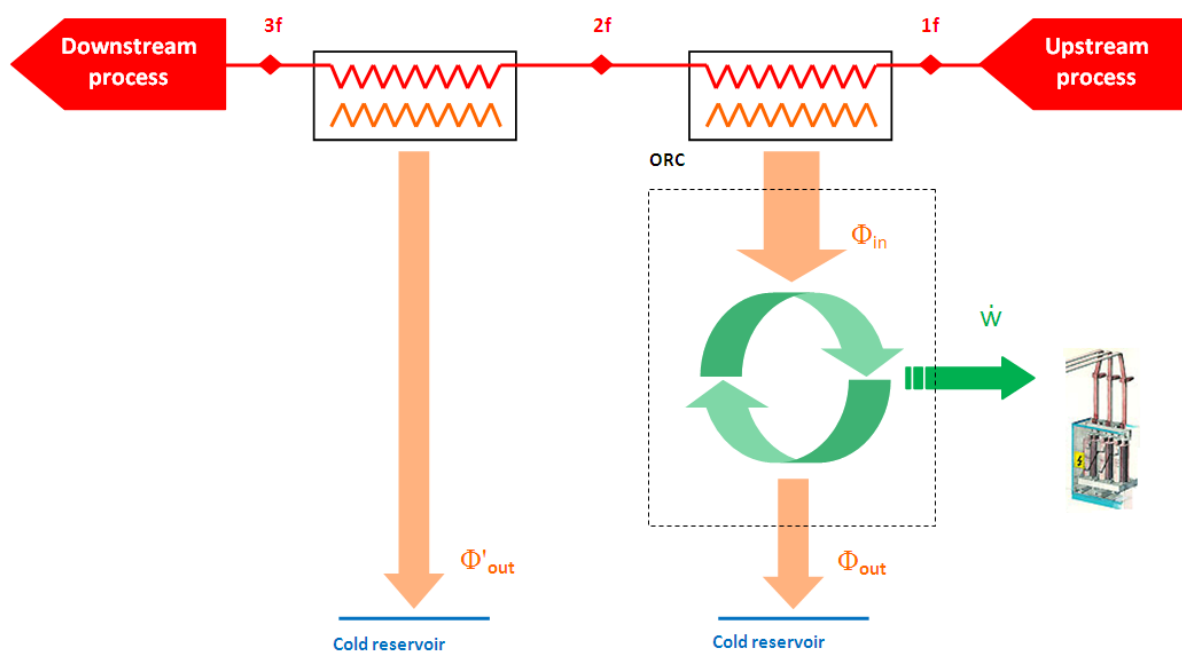 3f
2f
1f
Downstream
process
Upstream
process
ORC
Φin
Ẇ
Φ'out
Φout
Cold reservoir
Cold reservoir